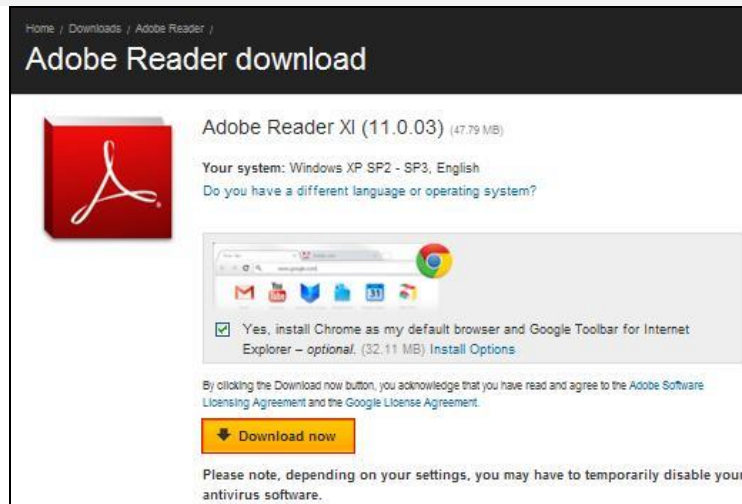 Home / Downloads / Adobe Reader /
Adobe Reader download
Adobe Reader XI (11.0.03) (47.79 MB)
Your system: Windows XP SP2 - SP3, English
Do you have a different language or operating system?
31
Yes, install Chrome as my default browser and Google Toolbar for Internet
Explorer – optional. (32.11 MB) Install Options
By clicking the Download now button, you acknowledge that you have read and agree to the Adobe Software
Licensing Agreement and the Google License Agreement.
Download now
Please note, depending on your settings, you may have to temporarily disable your
antivirus software.